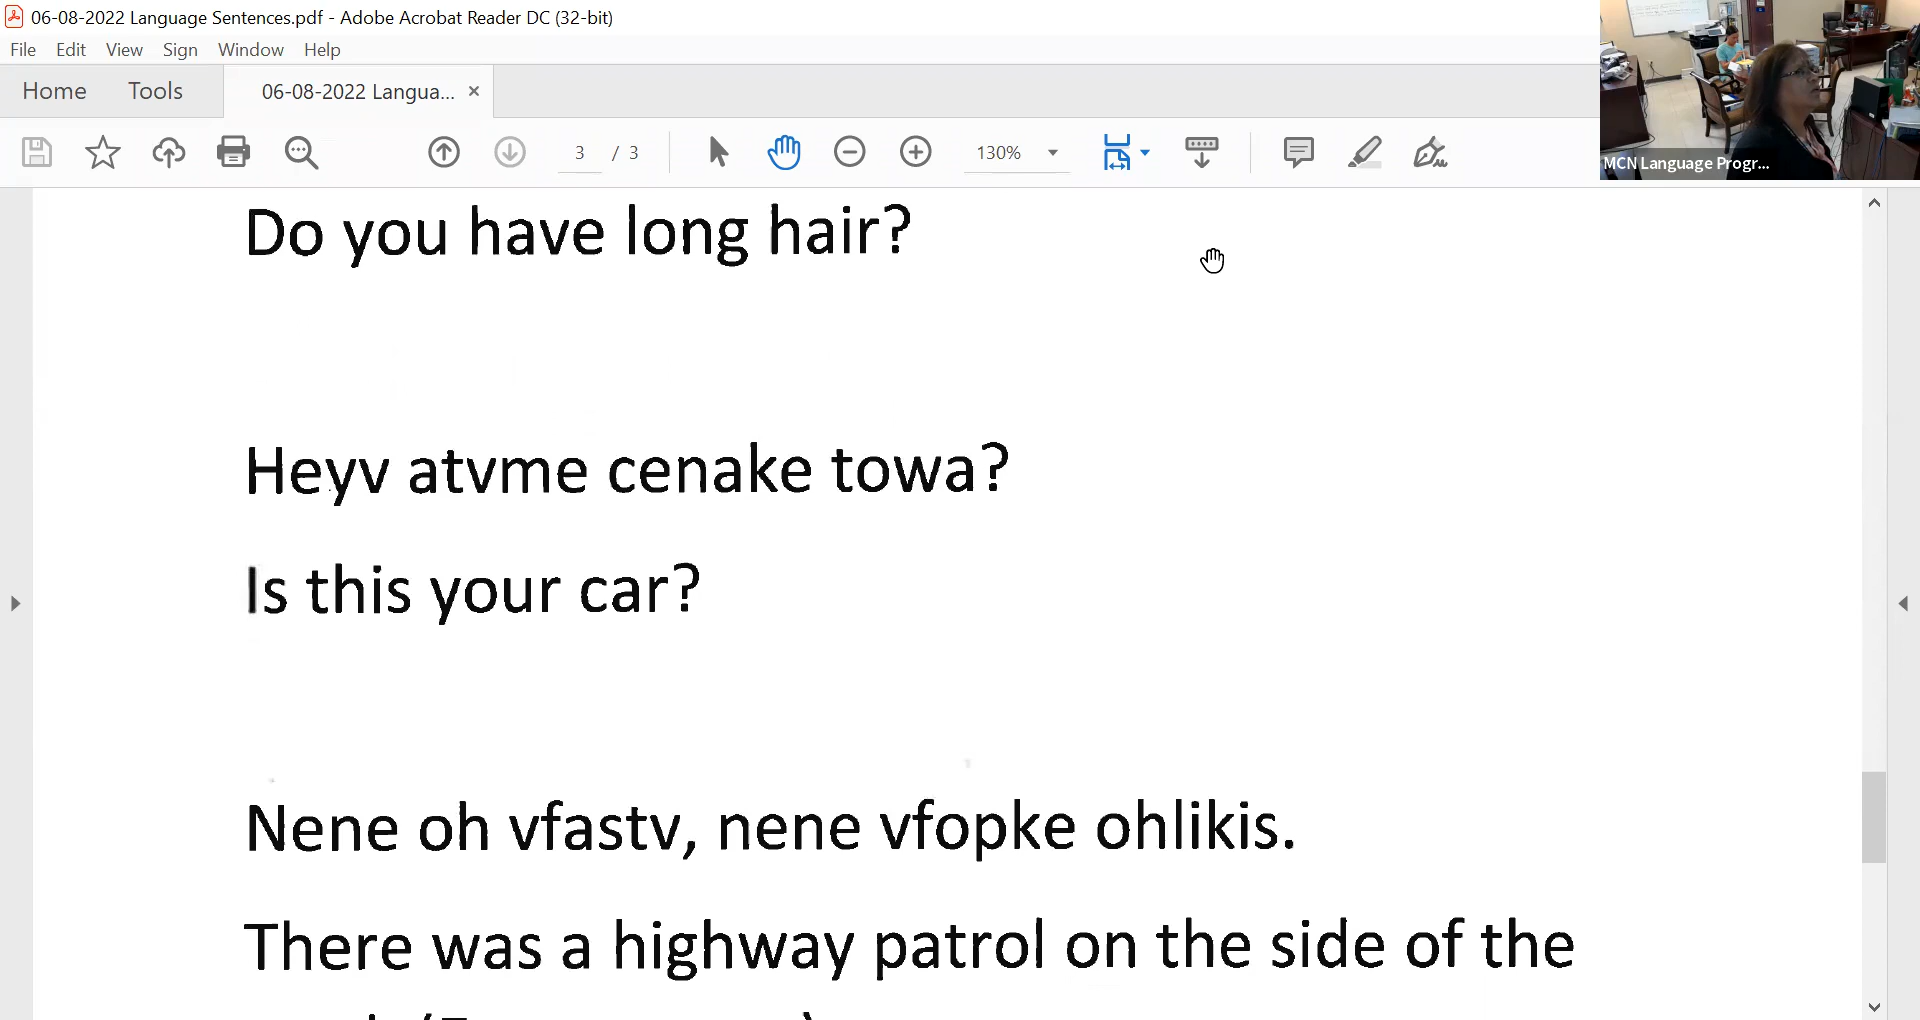 06-08-2022 Language Sentences.pdf - Adobe Acrobat Reader DC (32-bit)
File Edit View Sign Window Help
Home Tools 06-08-2022 Langua... ×
3 / 3 130%
MCN Language Progr...
Do you have long hair?
Heyv atvme cenake towa?
Is this your car?
Nene oh vfastv, nene vfopke ohlikis.
There was a highway patrol on the side of the